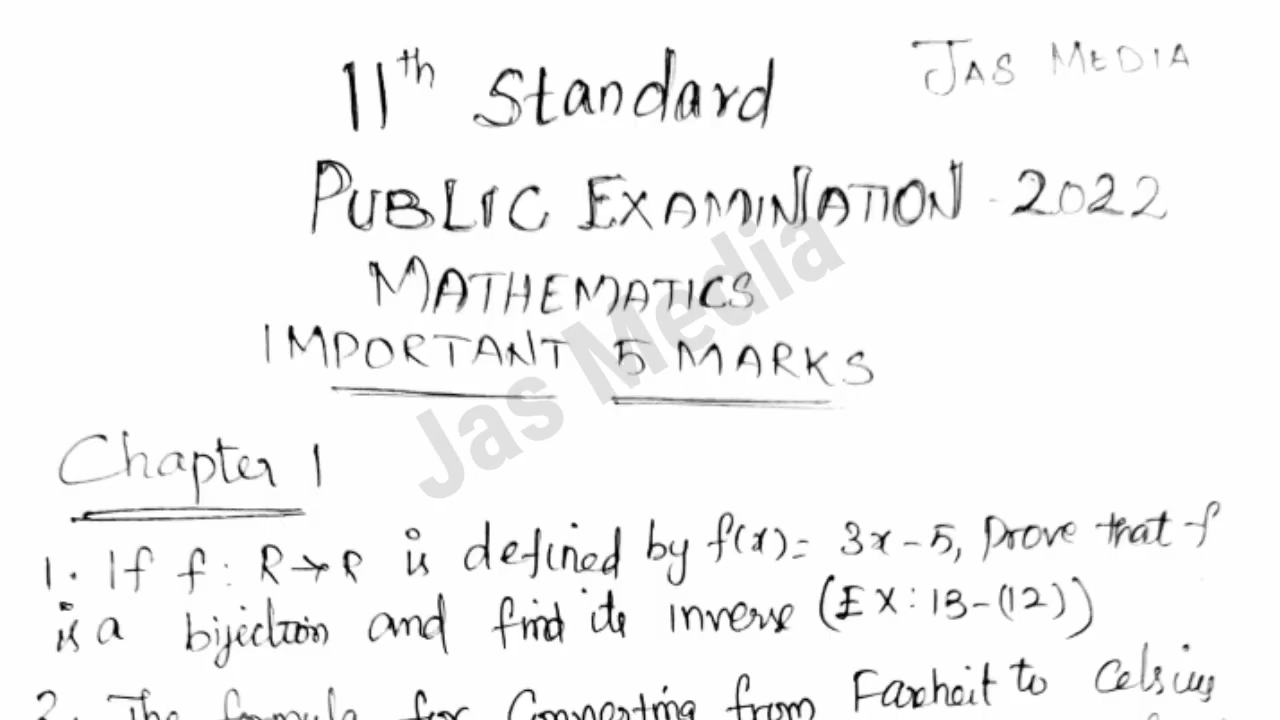 11th Standard
JAS MEDIA
PUBLIC EXAMINATION - 2022
MATHEMATICS
IMPORTANT 5 MARKS
Jas Media
Chapter 1
1. If f: R→R is defined by f(x) = 3x-5, prove that f
is a bijection and find its inverse (EX: 1.3-(12))
2. The formula for Converting from Farheit to Celsius